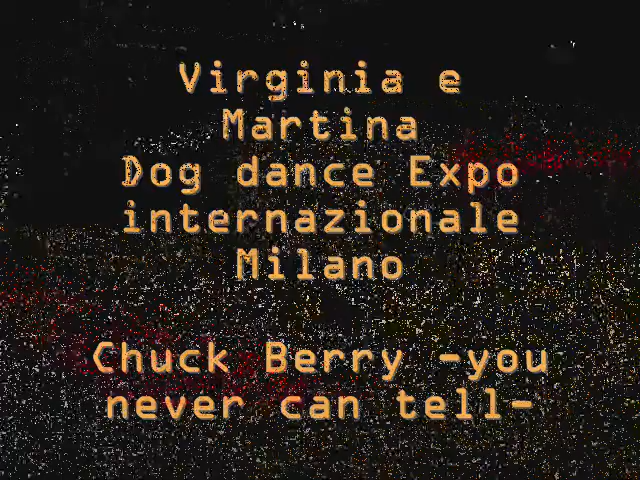 Virginia e
Martina
Dog dance Expo
internazionale
Milano
Chuck Berry -you
never can tell-